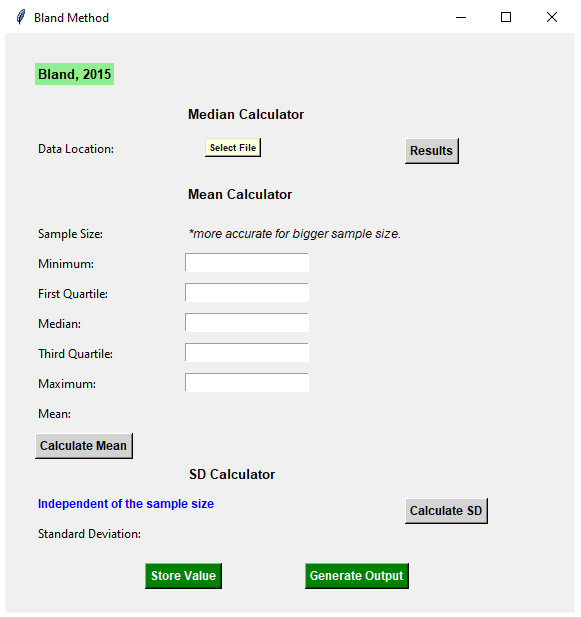 Bland Method
Bland, 2015
Median Calculator
Data Location:
Select File
Results
Mean Calculator
Sample Size:
*more accurate for bigger sample size.
Minimum:
First Quartile:
Median:
Third Quartile:
Maximum:
Mean:
Calculate Mean
SD Calculator
Independent of the sample size
Calculate SD
Standard Deviation:
Store Value
Generate Output